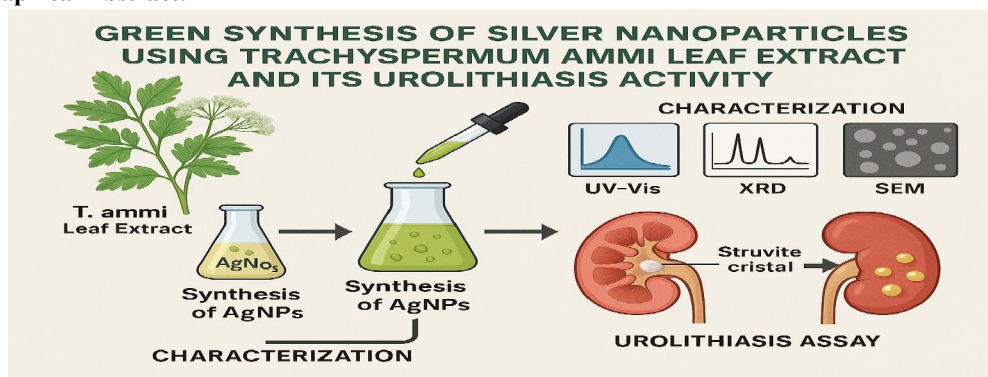 GREEN SYNTHESIS OF SILVER NANOPARTICLES
USING TRACHYSPERMUM AMMI LEAF EXTRACT
AND ITS UROLITHIASIS ACTIVITY
T. ammi
Leaf Extract
AgNos
Synthesis
of AgNPs
Synthesis
of AgNPs
CHARACTERIZATION
CHARACTERIZATION
UV–Vis
XRD
SEM
Struvite
cristal
UROLITHIASIS ASSAY